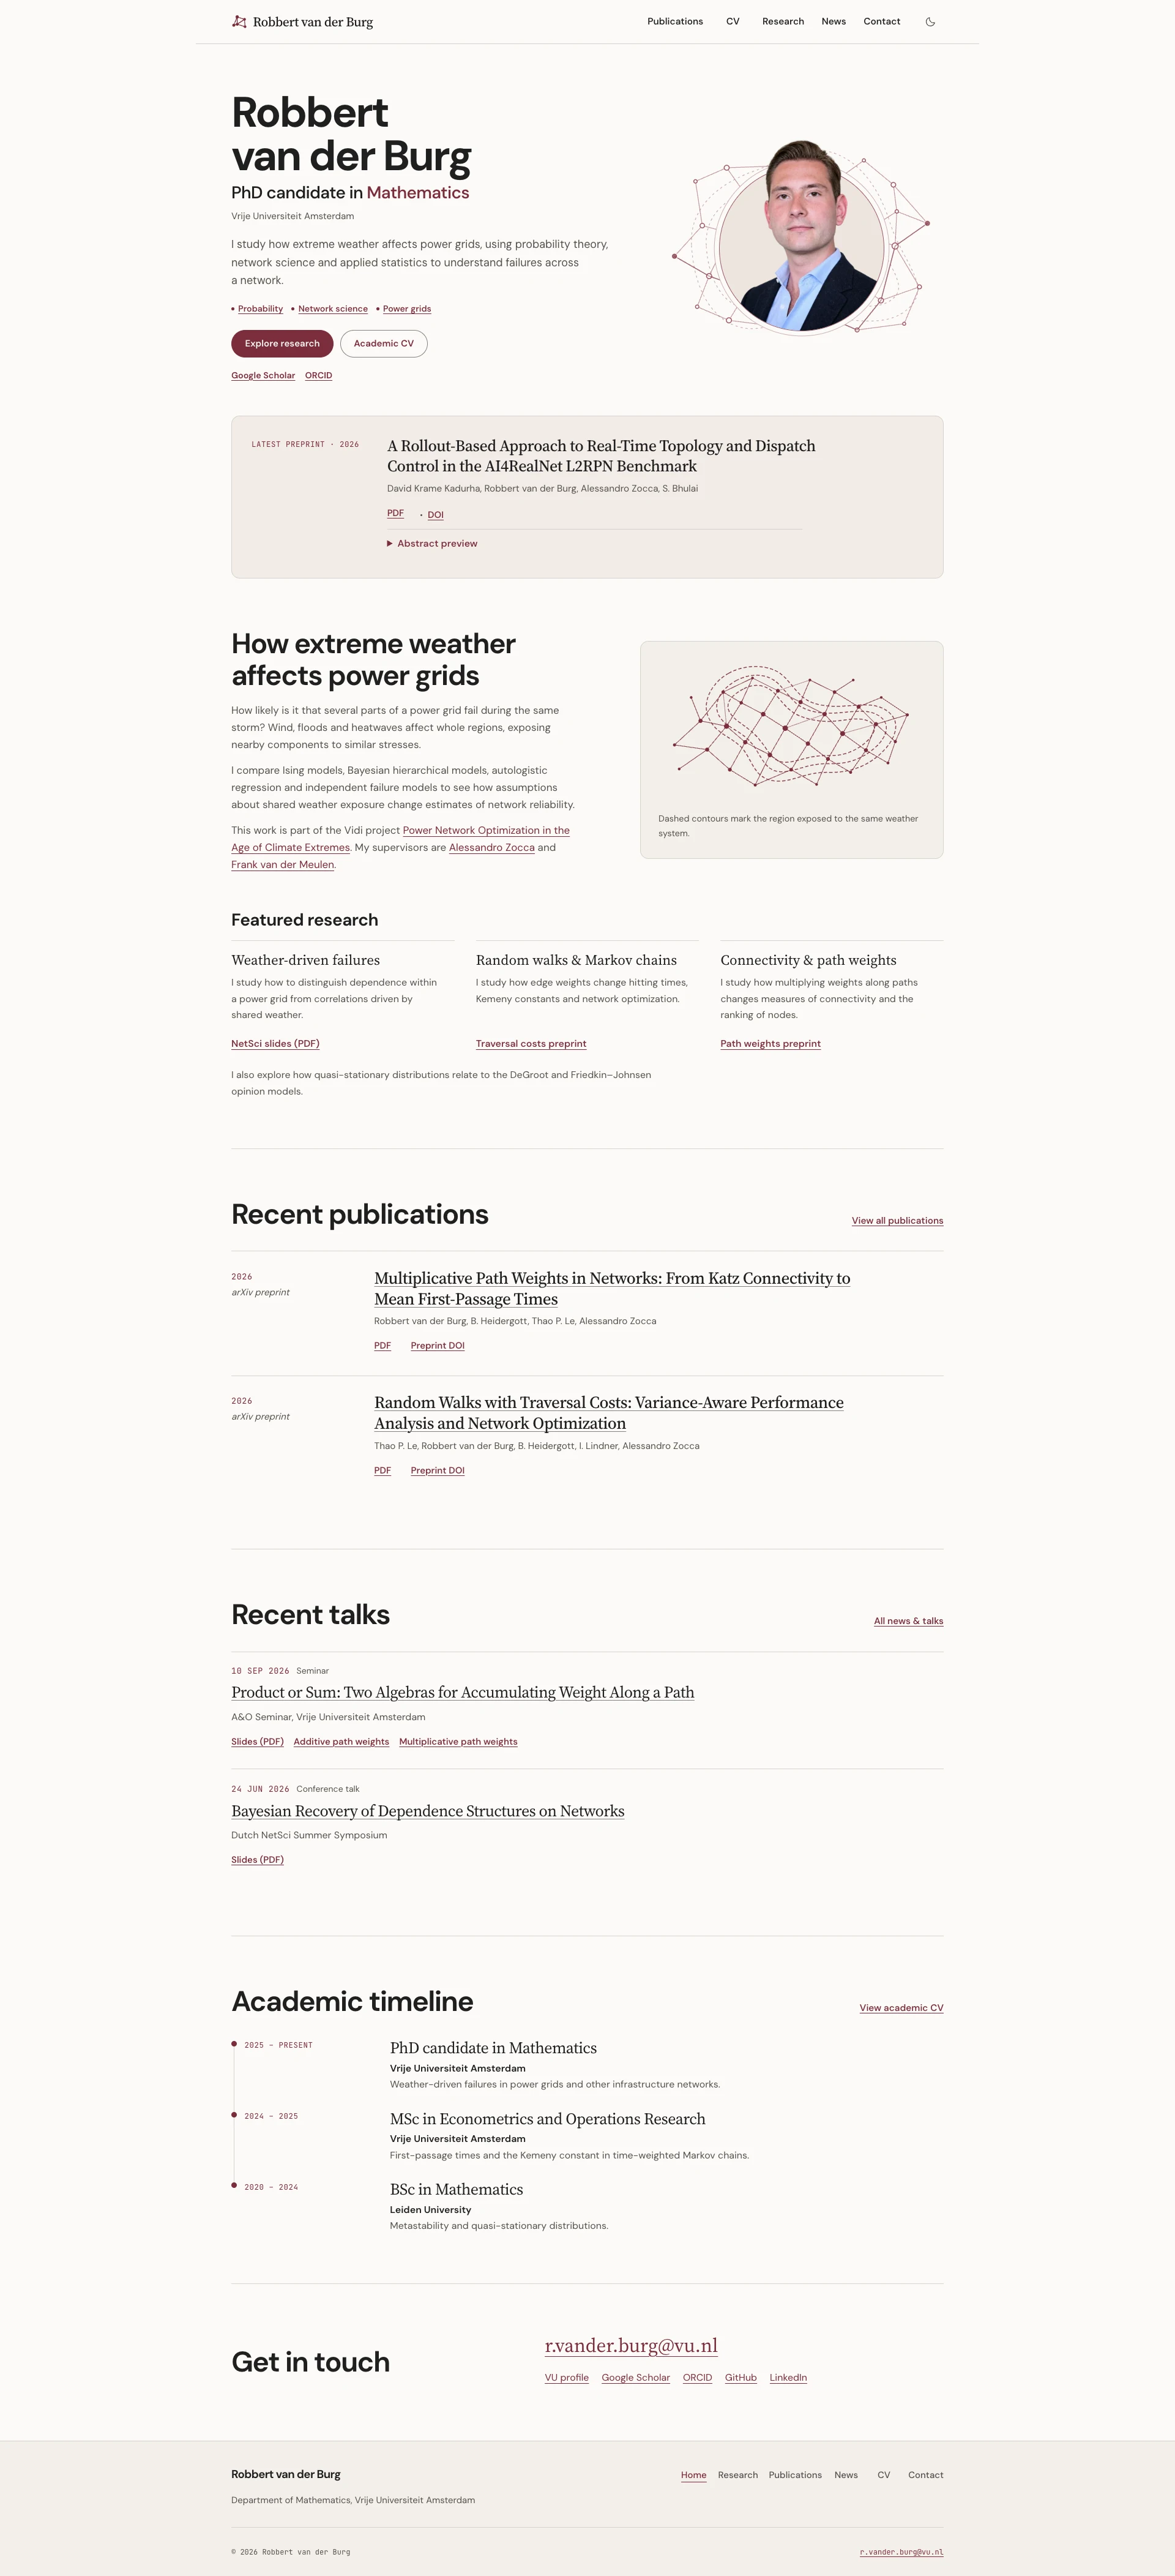 Robbert van der Burg
Publications CV Research News Contact
Robbert
van der Burg
PhD candidate in Mathematics
Vrije Universiteit Amsterdam
I study how extreme weather affects power grids, using probability theory,
network science and applied statistics to understand failures across
a network.
• Probability • Network science • Power grids
Explore research Academic CV
Google Scholar ORCID
LATEST PREPRINT · 2026
A Rollout-Based Approach to Real-Time Topology and Dispatch
Control in the AI4RealNet L2RPN Benchmark
David Krame Kadurha, Robbert van der Burg, Alessandro Zocca, S. Bhulai
PDF · DOI
▶ Abstract preview
How extreme weather
affects power grids
How likely is it that several parts of a power grid fail during the same
storm? Wind, floods and heatwaves affect whole regions, exposing
nearby components to similar stresses.
I compare Ising models, Bayesian hierarchical models, autologistic
regression and independent failure models to see how assumptions
about shared weather exposure change estimates of network reliability.
This work is part of the Vidi project Power Network Optimization in the
Age of Climate Extremes. My supervisors are Alessandro Zocca and
Frank van der Meulen.
Dashed contours mark the region exposed to the same weather
system.
Featured research
Weather-driven failures
I study how to distinguish dependence within
a power grid from correlations driven by
shared weather.
NetSci slides (PDF)
Random walks & Markov chains
I study how edge weights change hitting times,
Kemeny constants and network optimization.
Traversal costs preprint
Connectivity & path weights
I study how multiplying weights along paths
changes measures of connectivity and the
ranking of nodes.
Path weights preprint
I also explore how quasi-stationary distributions relate to the DeGroot and Friedkin–Johnsen
opinion models.
Recent publications
View all publications
2026
arXiv preprint
Multiplicative Path Weights in Networks: From Katz Connectivity to
Mean First-Passage Times
Robbert van der Burg, B. Heidergott, Thao P. Le, Alessandro Zocca
PDF Preprint DOI
2026
arXiv preprint
Random Walks with Traversal Costs: Variance-Aware Performance
Analysis and Network Optimization
Thao P. Le, Robbert van der Burg, B. Heidergott, I. Lindner, Alessandro Zocca
PDF Preprint DOI
Recent talks
All news & talks
10 SEP 2026 Seminar
Product or Sum: Two Algebras for Accumulating Weight Along a Path
A&O Seminar, Vrije Universiteit Amsterdam
Slides (PDF) Additive path weights Multiplicative path weights
24 JUN 2026 Conference talk
Bayesian Recovery of Dependence Structures on Networks
Dutch NetSci Summer Symposium
Slides (PDF)
Academic timeline
View academic CV
2025 – PRESENT
PhD candidate in Mathematics
Vrije Universiteit Amsterdam
Weather-driven failures in power grids and other infrastructure networks.
2024 – 2025
MSc in Econometrics and Operations Research
Vrije Universiteit Amsterdam
First-passage times and the Kemeny constant in time-weighted Markov chains.
2020 – 2024
BSc in Mathematics
Leiden University
Metastability and quasi-stationary distributions.
Get in touch
r.vander.burg@vu.nl
VU profile Google Scholar ORCID GitHub LinkedIn
Robbert van der Burg
Home Research Publications News CV Contact
Department of Mathematics, Vrije Universiteit Amsterdam
© 2026 Robbert van der Burg
r.vander.burg@vu.nl